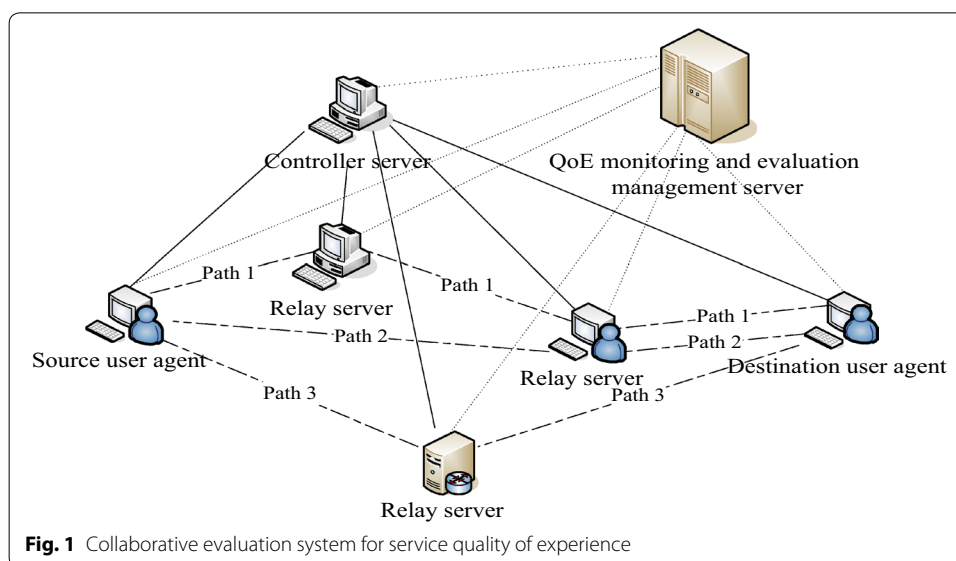 Controller server
QoE monitoring and evaluation
management server
Path 1
Relay server
Path 1
Source user agent
Path 2
Relay server
Path 1
Path 2
Destination user agent
Path 3
Path 3
Relay server
Fig. 1 Collaborative evaluation system for service quality of experience